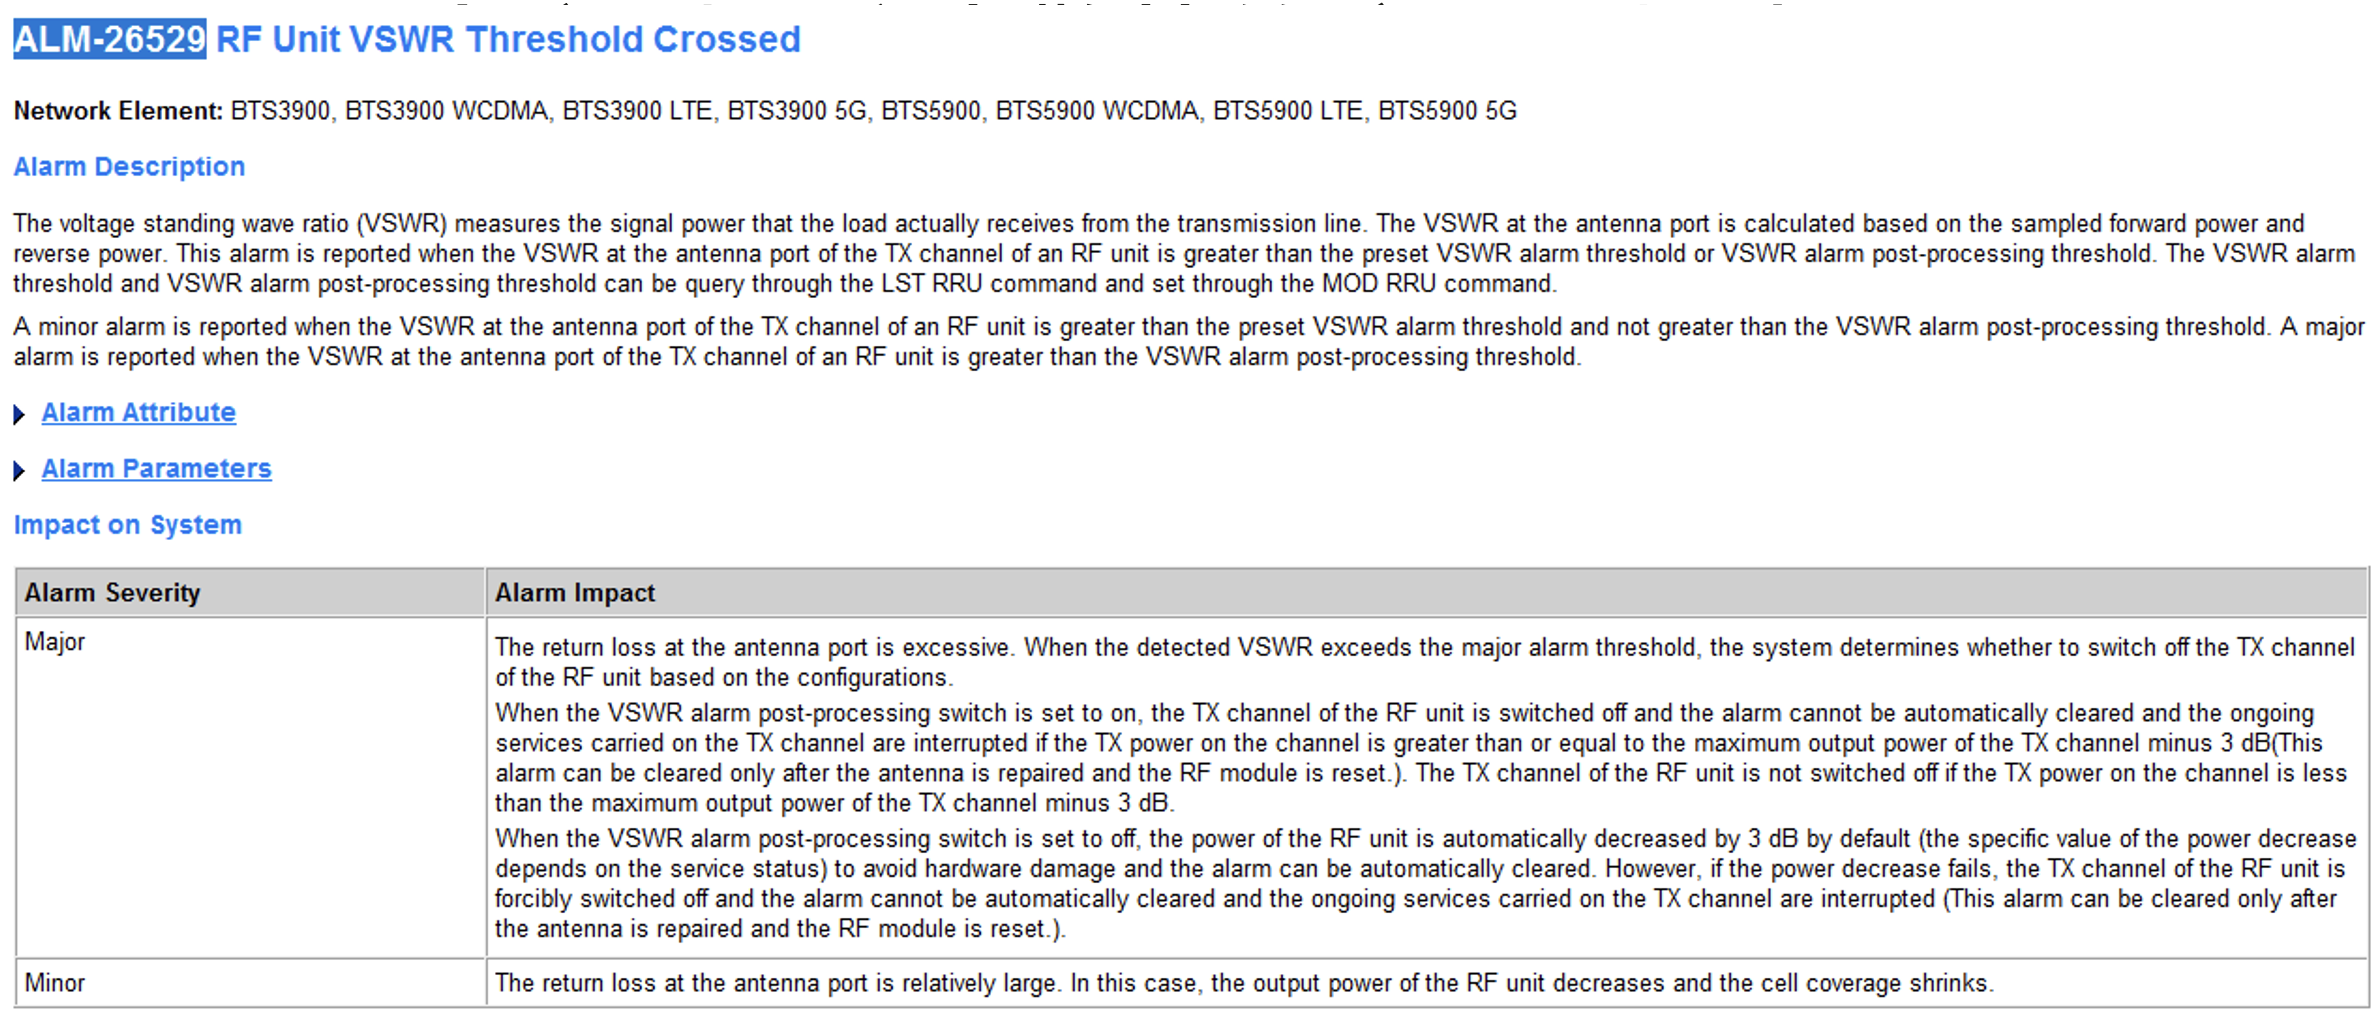 ALM-26529 RF Unit VSWR Threshold Crossed
Network Element: BTS3900, BTS3900 WCDMA, BTS3900 LTE, BTS3900 5G, BTS5900, BTS5900 WCDMA, BTS5900 LTE, BTS5900 5G
Alarm Description
The voltage standing wave ratio (VSWR) measures the signal power that the load actually receives from the transmission line. The VSWR at the antenna port is calculated based on the sampled forward power and
reverse power. This alarm is reported when the VSWR at the antenna port of the TX channel of an RF unit is greater than the preset VSWR alarm threshold or VSWR alarm post-processing threshold. The VSWR alarm
threshold and VSWR alarm post-processing threshold can be query through the LST RRU command and set through the MOD RRU command.
A minor alarm is reported when the VSWR at the antenna port of the TX channel of an RF unit is greater than the preset VSWR alarm threshold and not greater than the VSWR alarm post-processing threshold. A major
alarm is reported when the VSWR at the antenna port of the TX channel of an RF unit is greater than the VSWR alarm post-processing threshold.
Alarm Attribute
Alarm Parameters
Impact on System
Alarm Severity
Alarm Impact
Major
The return loss at the antenna port is excessive. When the detected VSWR exceeds the major alarm threshold, the system determines whether to switch off the TX channel
of the RF unit based on the configurations.
When the VSWR alarm post-processing switch is set to on, the TX channel of the RF unit is switched off and the alarm cannot be automatically cleared and the ongoing
services carried on the TX channel are interrupted if the TX power on the channel is greater than or equal to the maximum output power of the TX channel minus 3 dB(This
alarm can be cleared only after the antenna is repaired and the RF module is reset.). The TX channel of the RF unit is not switched off if the TX power on the channel is less
than the maximum output power of the TX channel minus 3 dB.
When the VSWR alarm post-processing switch is set to off, the power of the RF unit is automatically decreased by 3 dB by default (the specific value of the power decrease
depends on the service status) to avoid hardware damage and the alarm can be automatically cleared. However, if the power decrease fails, the TX channel of the RF unit is
forcibly switched off and the alarm cannot be automatically cleared and the ongoing services carried on the TX channel are interrupted (This alarm can be cleared only after
the antenna is repaired and the RF module is reset.).
Minor
The return loss at the antenna port is relatively large. In this case, the output power of the RF unit decreases and the cell coverage shrinks.